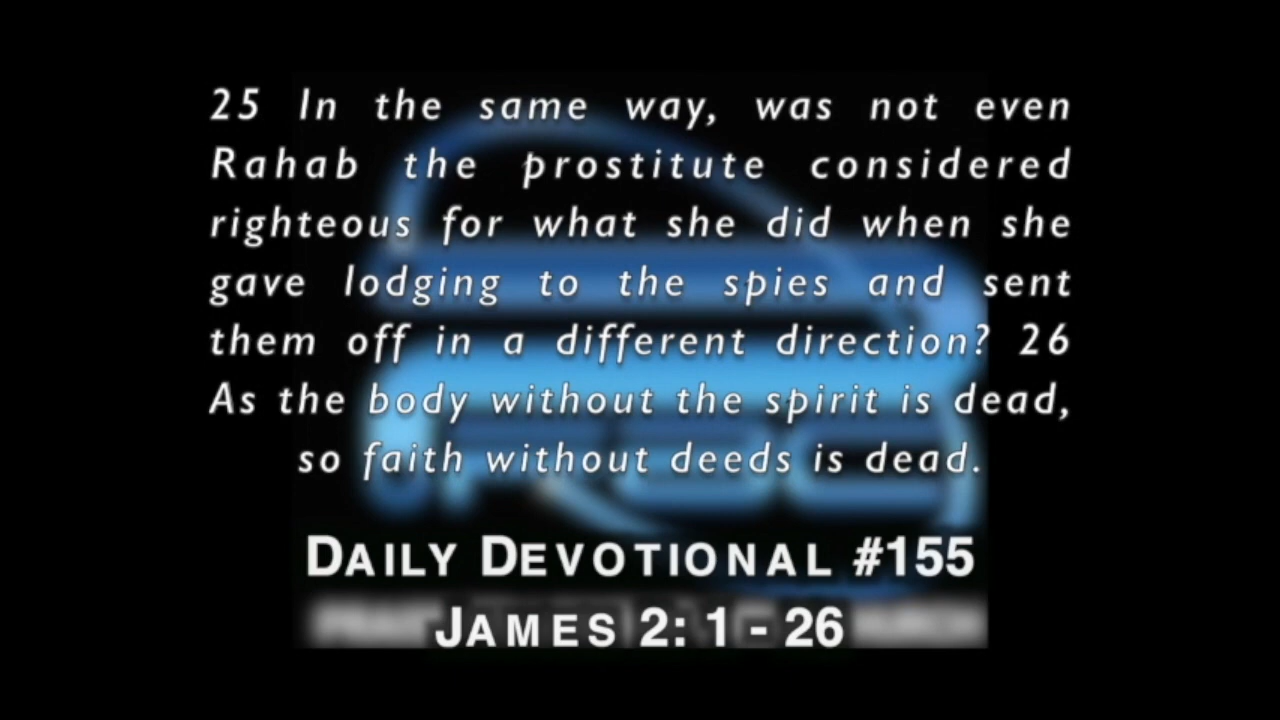 25 In the same way, was not even
Rahab the prostitute considered
righteous for what she did when she
gave lodging to the spies and sent
them off in a different direction? 26
As the body without the spirit is dead,
so faith without deeds is dead.
DAILY DEVOTIONAL #155
JAMES 2: 1 - 26